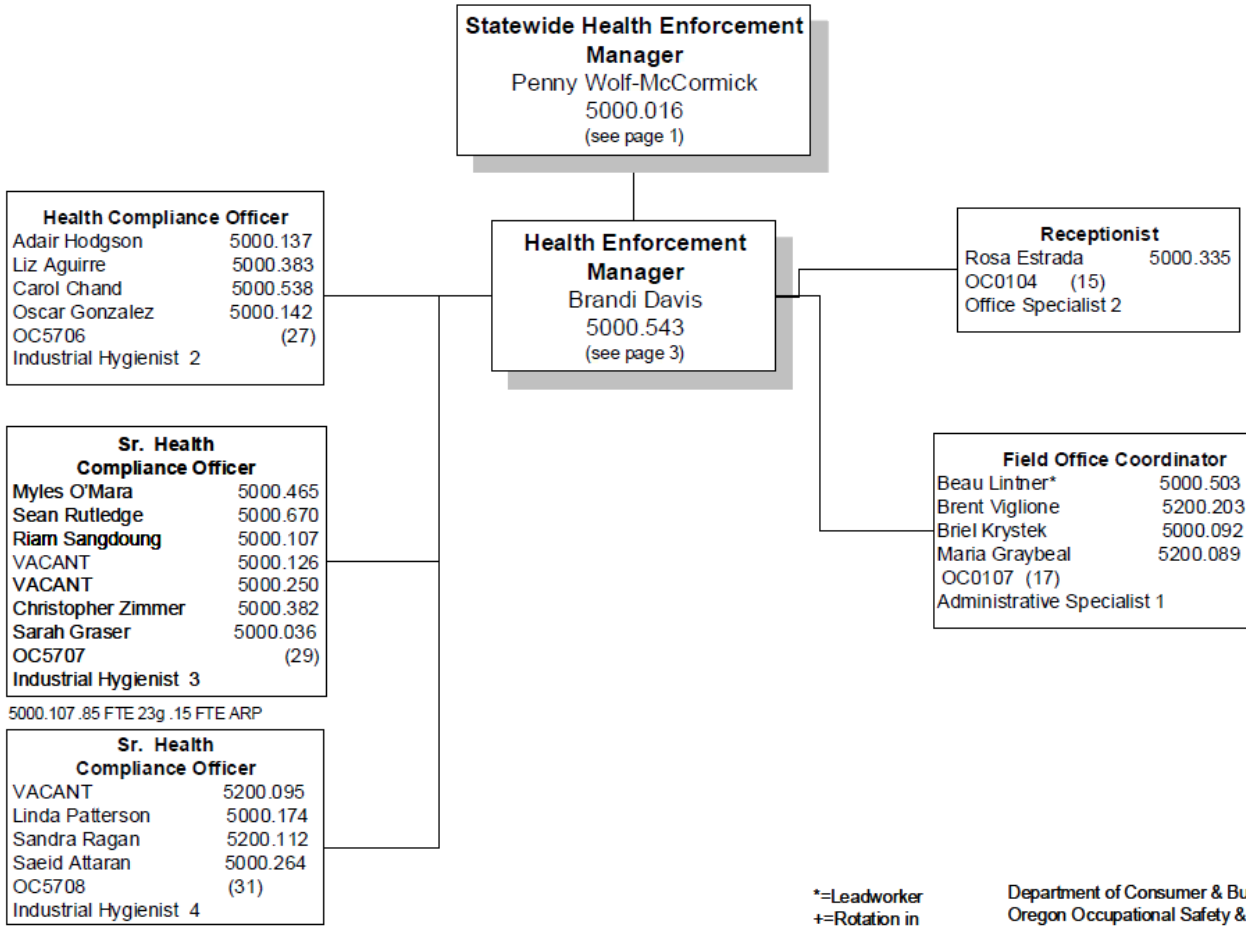 Statewide Health Enforcement
Manager
Penny Wolf-McCormick
5000.016
(see page 1)
Health Enforcement
Manager
Brandi Davis
5000.543
(see page 3)
Health Compliance Officer
Adair Hodgson 5000.137
Liz Aguirre 5000.383
Carol Chand 5000.538
Oscar Gonzalez 5000.142
OC5706 (27)
Industrial Hygienist 2
Sr. Health
Compliance Officer
Myles O'Mara 5000.465
Sean Rutledge 5000.670
Riam Sangdoung 5000.107
VACANT 5000.126
VACANT 5000.250
Christopher Zimmer 5000.382
Sarah Graser 5000.036
OC5707 (29)
Industrial Hygienist 3
5000.107 .85 FTE 23g .15 FTE ARP
Sr. Health
Compliance Officer
VACANT 5200.095
Linda Patterson 5000.174
Sandra Ragan 5200.112
Saeid Attaran 5000.264
OC5708 (31)
Industrial Hygienist 4
Receptionist
Rosa Estrada 5000.335
OC0104 (15)
Office Specialist 2
Field Office Coordinator
Beau Lintner* 5000.503
Brent Viglione 5200.203
Briel Krystek 5000.092
Maria Graybeal 5200.089
OC0107 (17)
Administrative Specialist 1
*=Leadworker
+=Rotation in
Department of Consumer & Bu
Oregon Occupational Safety &